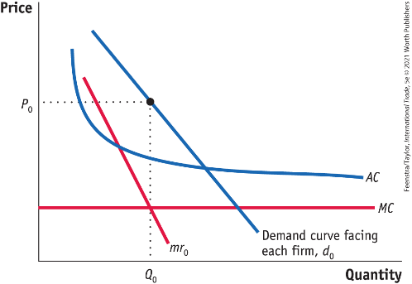 Price
P0
AC
MC
Demand curve facing
each firm, d0
mr0
Q0
Quantity
Feenstra/Taylor, International Trade, 5e © 2021 Worth Publishers